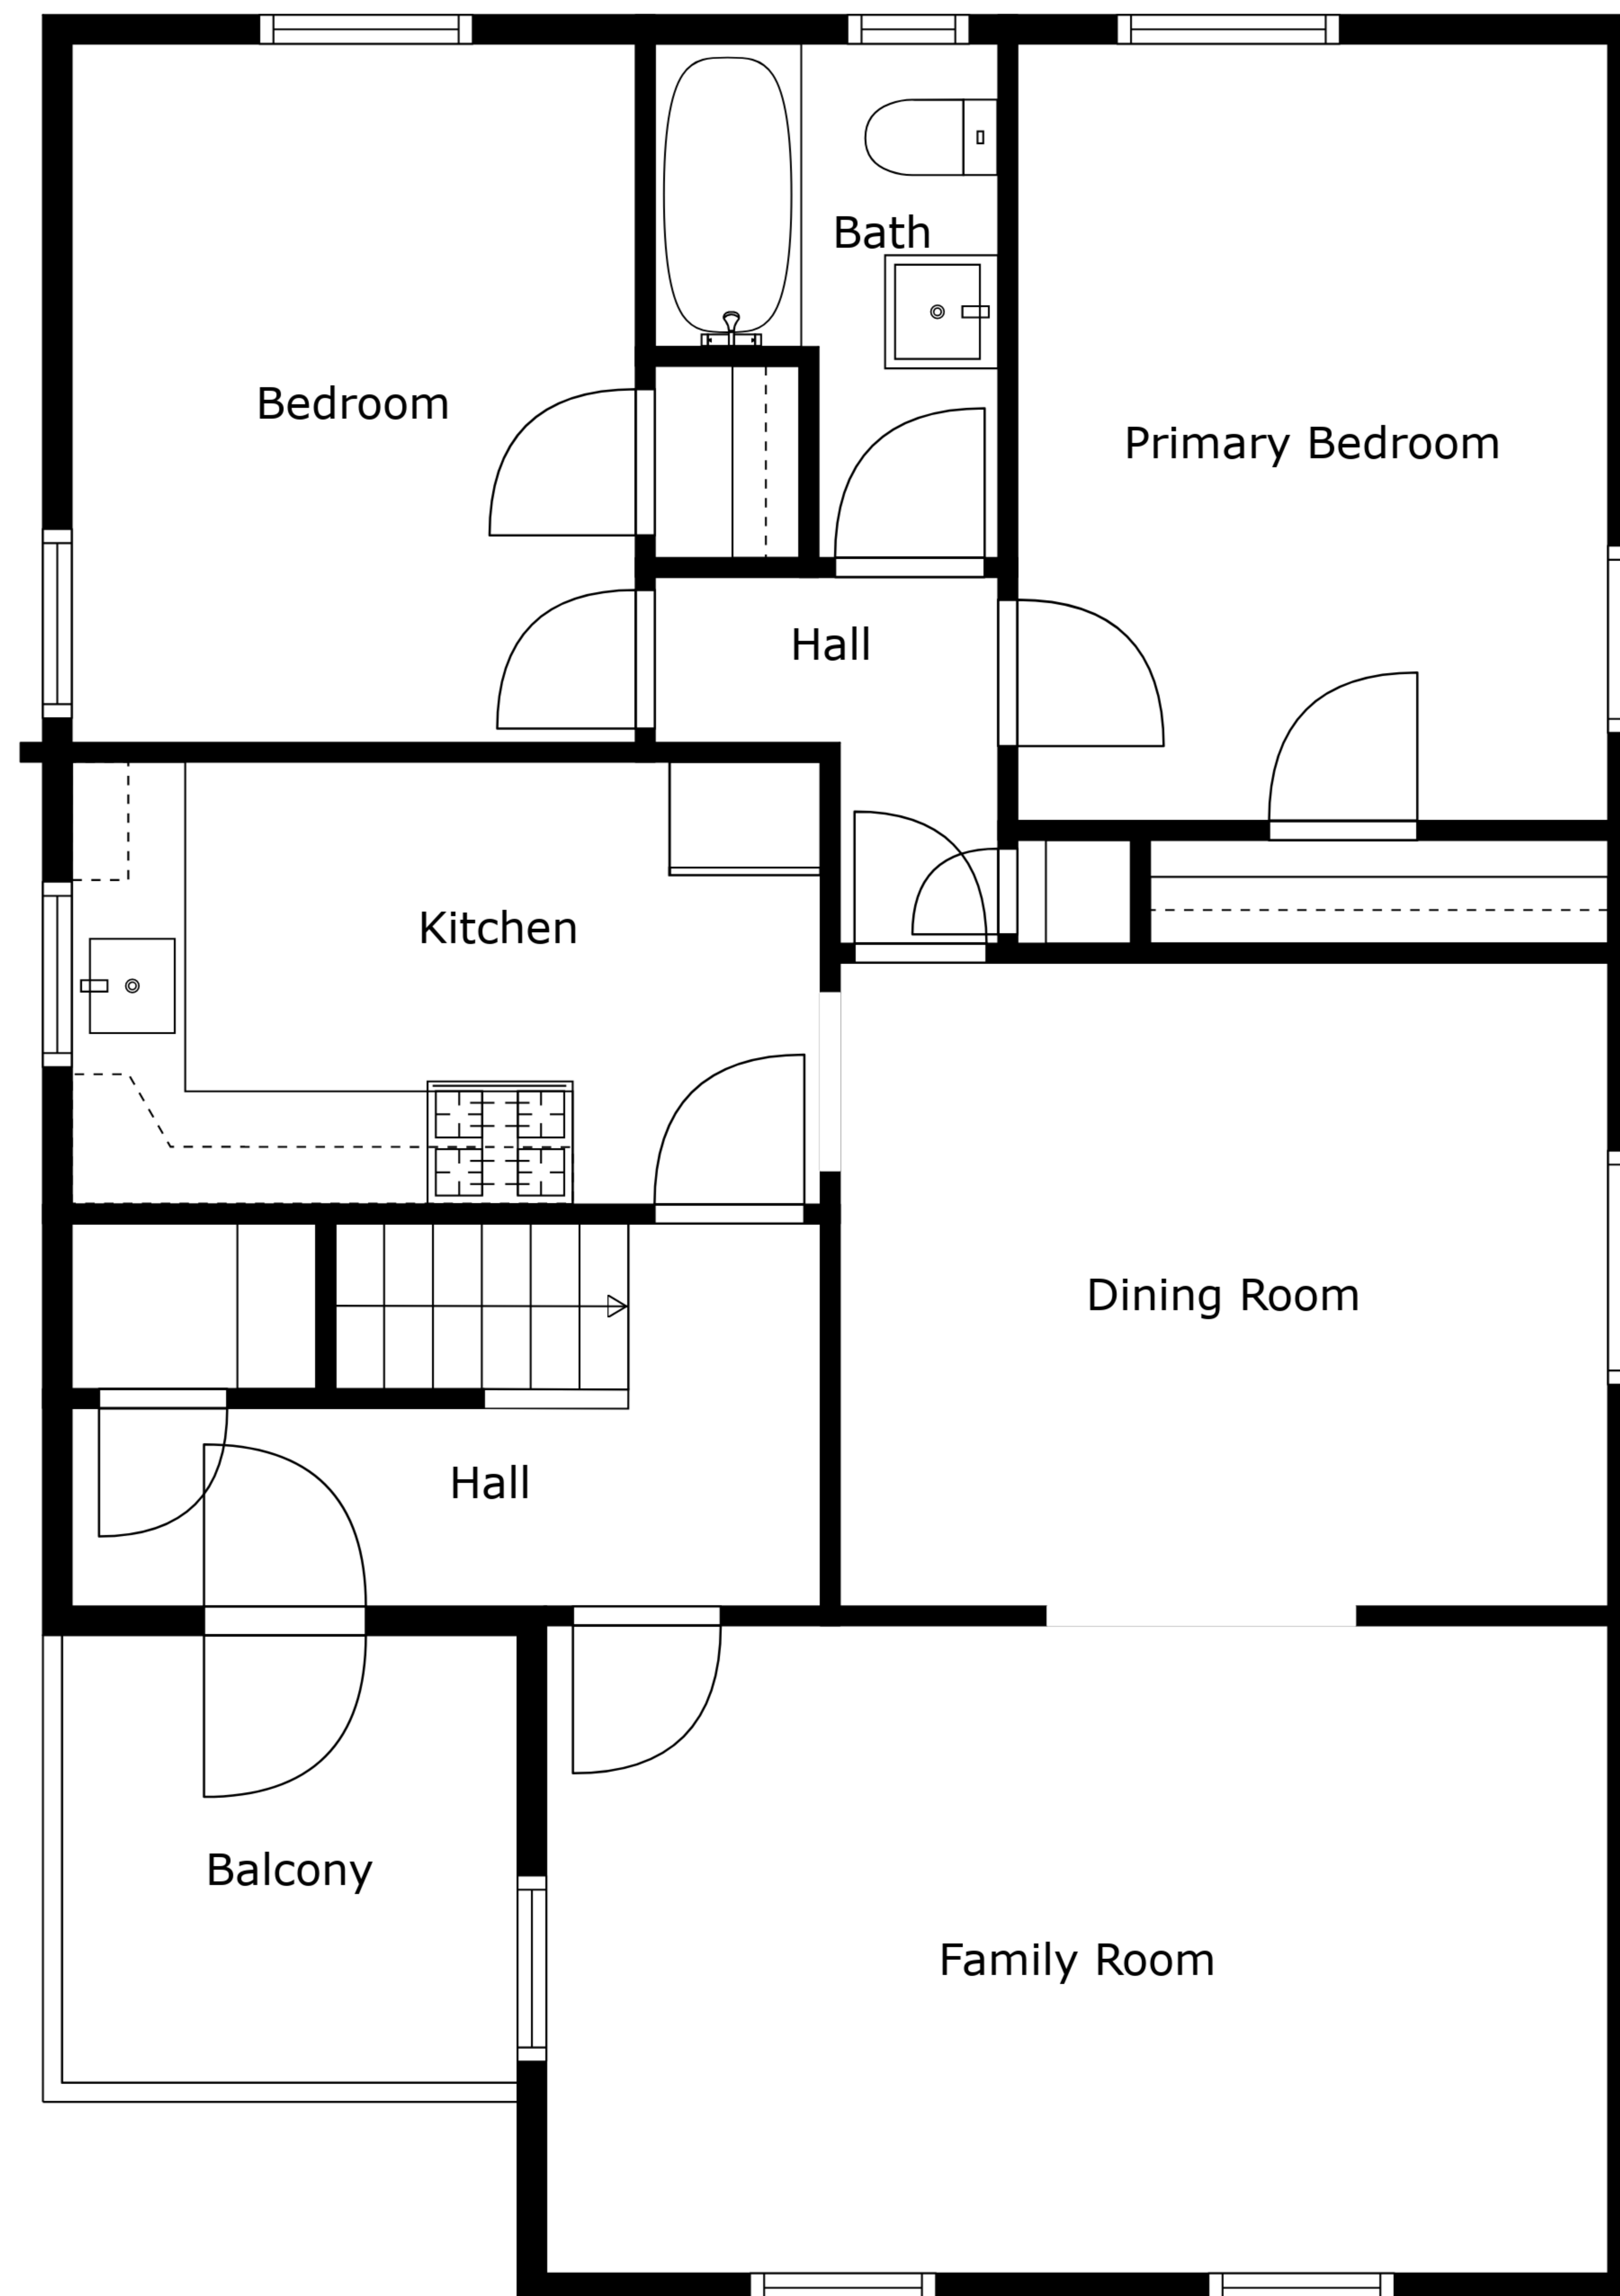 Bath
Bedroom
Primary Bedroom
Hall
Kitchen
Dining Room
Hall
Balcony
Family Room